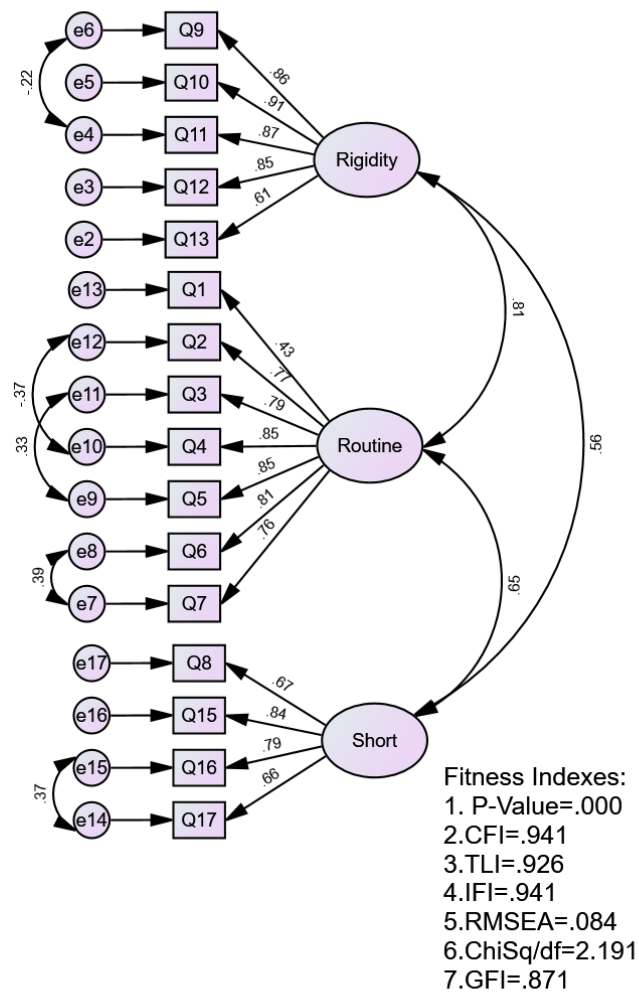 e6
Q9
e5
Q10
e4
Q11
e3
Q12
e2
Q13
-.22
.86
.91
.87
.85
.61
Rigidity
e13
Q1
e12
Q2
e11
Q3
e10
Q4
e9
Q5
e8
Q6
e7
Q7
-.37
.33
.39
.43
.77
.79
.85
.85
.81
.76
Routine
.81
.56
.65
e17
Q8
e16
Q15
e15
Q16
e14
Q17
.37
.67
.84
.79
.66
Short
Fitness Indexes:
1. P-Value=.000
2.CFI=.941
3.TLI=.926
4.IFI=.941
5.RMSEA=.084
6.ChiSq/df=2.191
7.GFI=.871